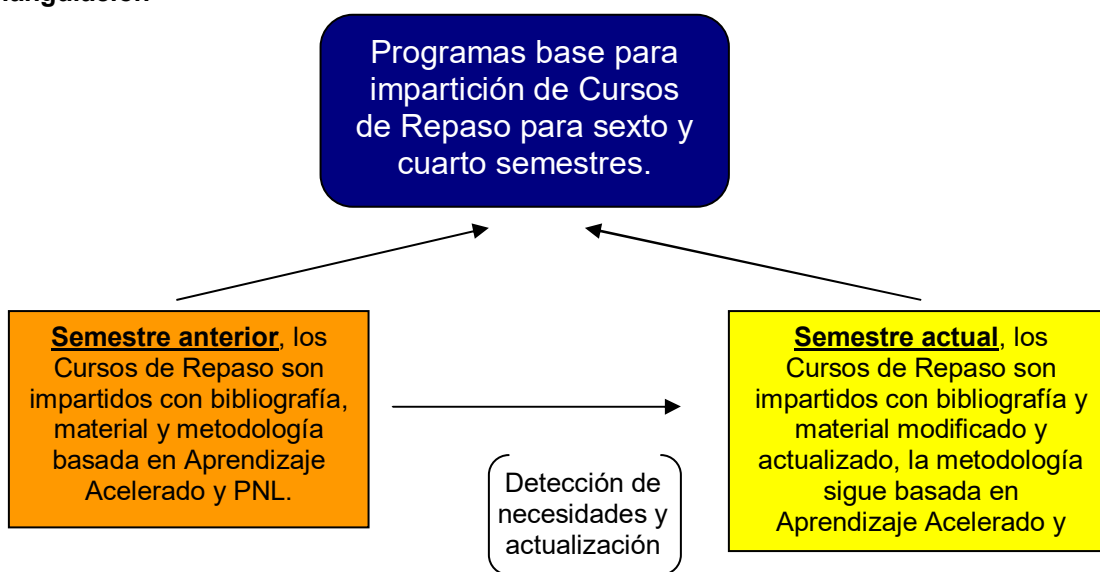 Programas base para
impartición de Cursos
de Repaso para sexto y
cuarto semestres.
Semestre anterior, los
Cursos de Repaso son
impartidos con bibliografía,
material y metodología
basada en Aprendizaje
Acelerado y PNL.
Detección de
necesidades y
actualización
Semestre actual, los
Cursos de Repaso son
impartidos con bibliografía y
material modificado y
actualizado, la metodología
sigue basada en
Aprendizaje Acelerado y